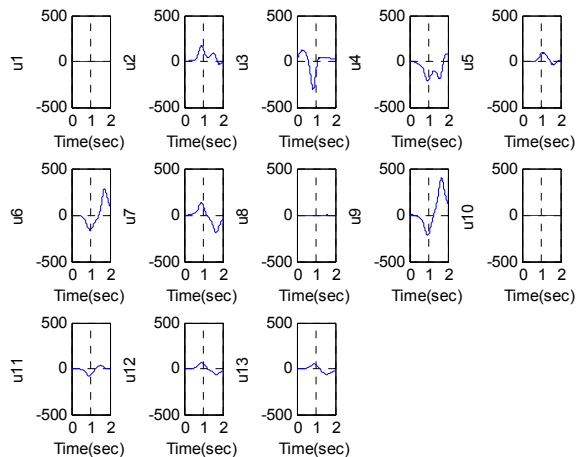 500 500 500 500 500
u1 u2 u3 u4 u5
0 0 0 0 0
-500 -500 -500 -500 -500
0 1 2 0 1 2 0 1 2 0 1 2 0 1 2
Time(sec) Time(sec) Time(sec) Time(sec) Time(sec)
500 500 500 500 500
u6 u7 u8 u9 u10
0 0 0 0 0
-500 -500 -500 -500 -500
0 1 2 0 1 2 0 1 2 0 1 2 0 1 2
Time(sec) Time(sec) Time(sec) Time(sec) Time(sec)
500 500 500
u11 u12 u13
0 0 0
-500 -500 -500
0 1 2 0 1 2 0 1 2
Time(sec) Time(sec) Time(sec)